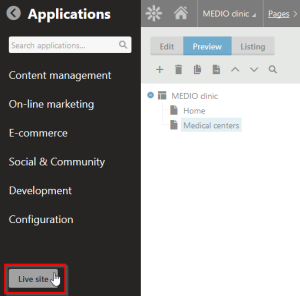 Applications
Search applications...
Content management
On-line marketing
E-commerce
Social & Community
Development
Configuration
Live site
MEDIO clinic
Pages >
Edit
Preview
Listing
MEDIO clinic
Home
Medical centers